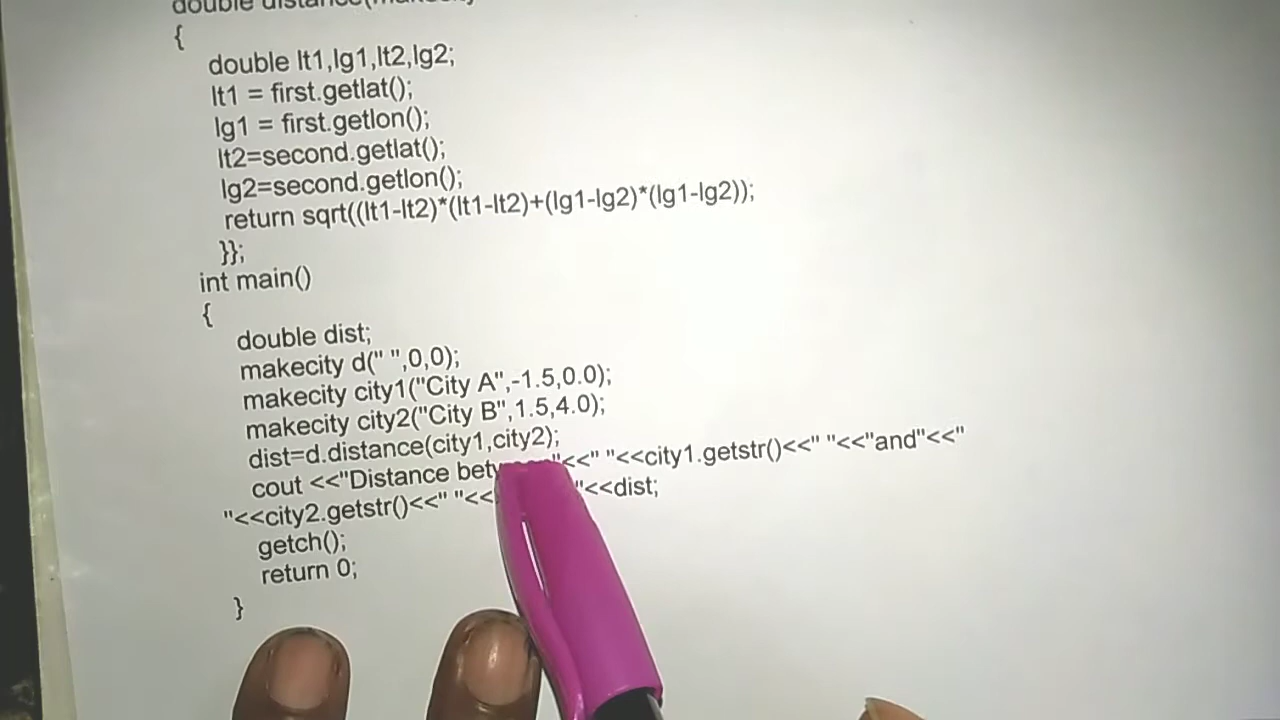 double distance(makecity
{
double lt1,lg1,lt2,lg2;
lt1 = first.getlat();
lg1 = first.getlon();
lt2=second.getlat();
lg2=second.getlon();
return sqrt((lt1-lt2)*(lt1-lt2)+(lg1-lg2)*(lg1-lg2));
}};
int main()
{
double dist;
makecity d(" ",0,0);
makecity city1("City A",-1.5,0.0);
makecity city2("City B",1.5,4.0);
dist=d.distance(city1,city2);
cout <<"Distance "<<" "<<city1.getstr()<<" "<<"and"<<"
"<<city2.getstr()<<" "<< "<<dist;
getch();
return 0;
}